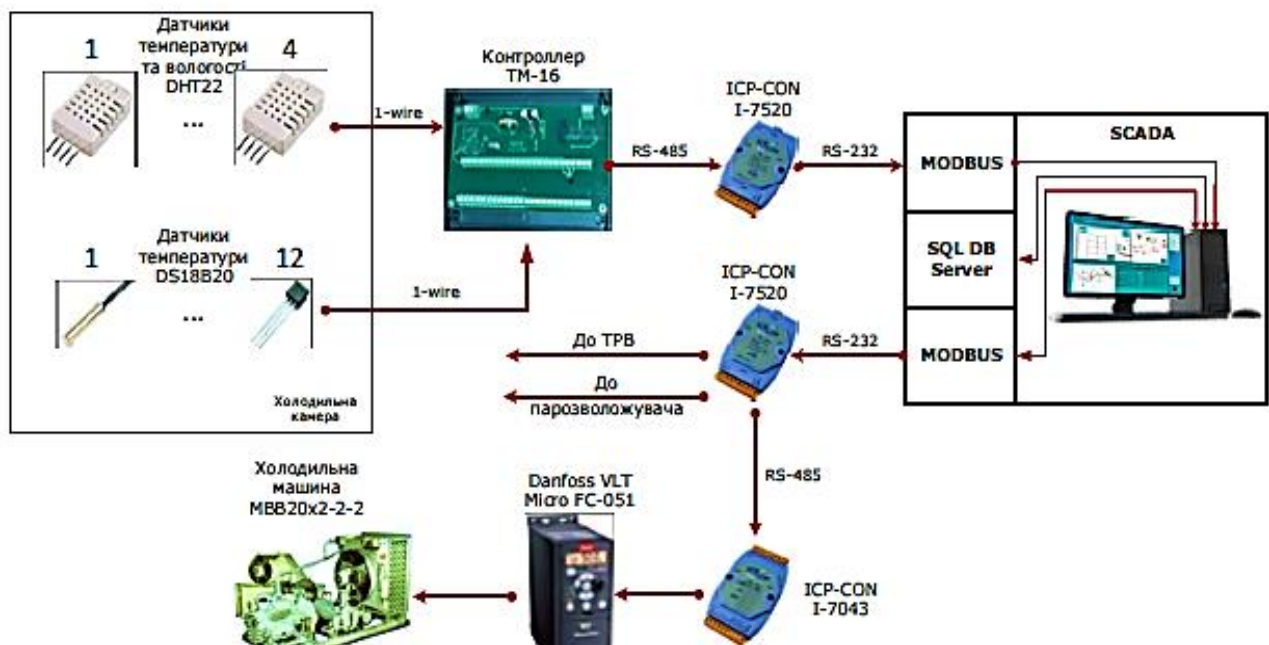 Датчики
температури
та вологості
DHT22
1
4
...
1-wire
Контроллер
TM-16
RS-485
ICP-CON
I-7520
RS-232
MODBUS
SCADA
SQL DB
Server
MODBUS
Датчики
температури
DS18B20
1
12
...
1-wire
Холодильна
камера
ICP-CON
I-7520
RS-232
До ТРВ
До
парозволожувача
RS-485
Холодильна
машина
МВВ20x2-2-2
Danfoss VLT
Micro FC-051
ICP-CON
I-7043